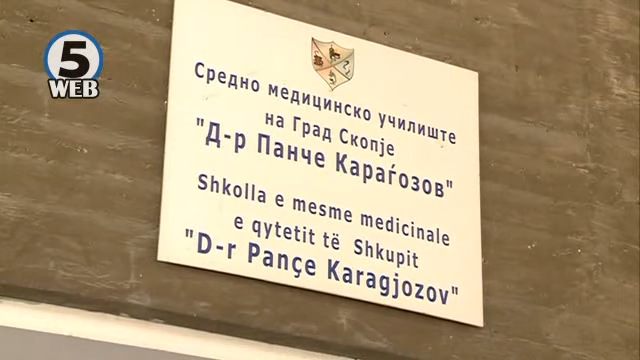 5
WEB
Средно медицинско училиште
на Град Скопје
"Д-р Панче Караѓозов"
Shkolla e mesme medicinale
e qytetit të Shkupit
"D-r Pançe Karagjozov"